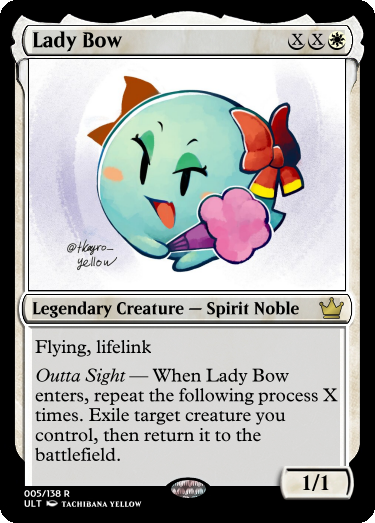 Lady Bow XX
@Hkayro_
yellow
Legendary Creature — Spirit Noble
Flying, lifelink
Outta Sight — When Lady Bow
enters, repeat the following process X
times. Exile target creature you
control, then return it to the
battlefield.
1/1
005/138 R
ULT TACHIBANA YELLOW